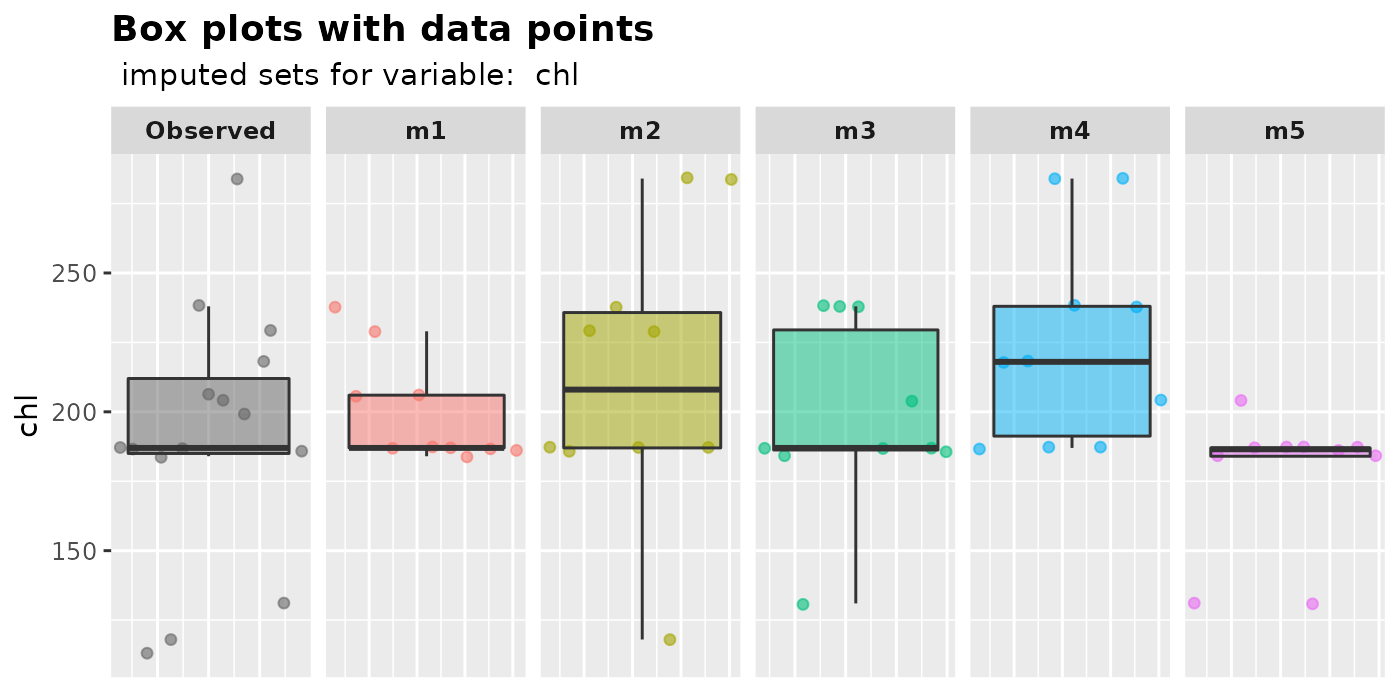 Box plots with data points
imputed sets for variable:  chl
Observed m1 m2 m3 m4 m5
chl
250
200
150